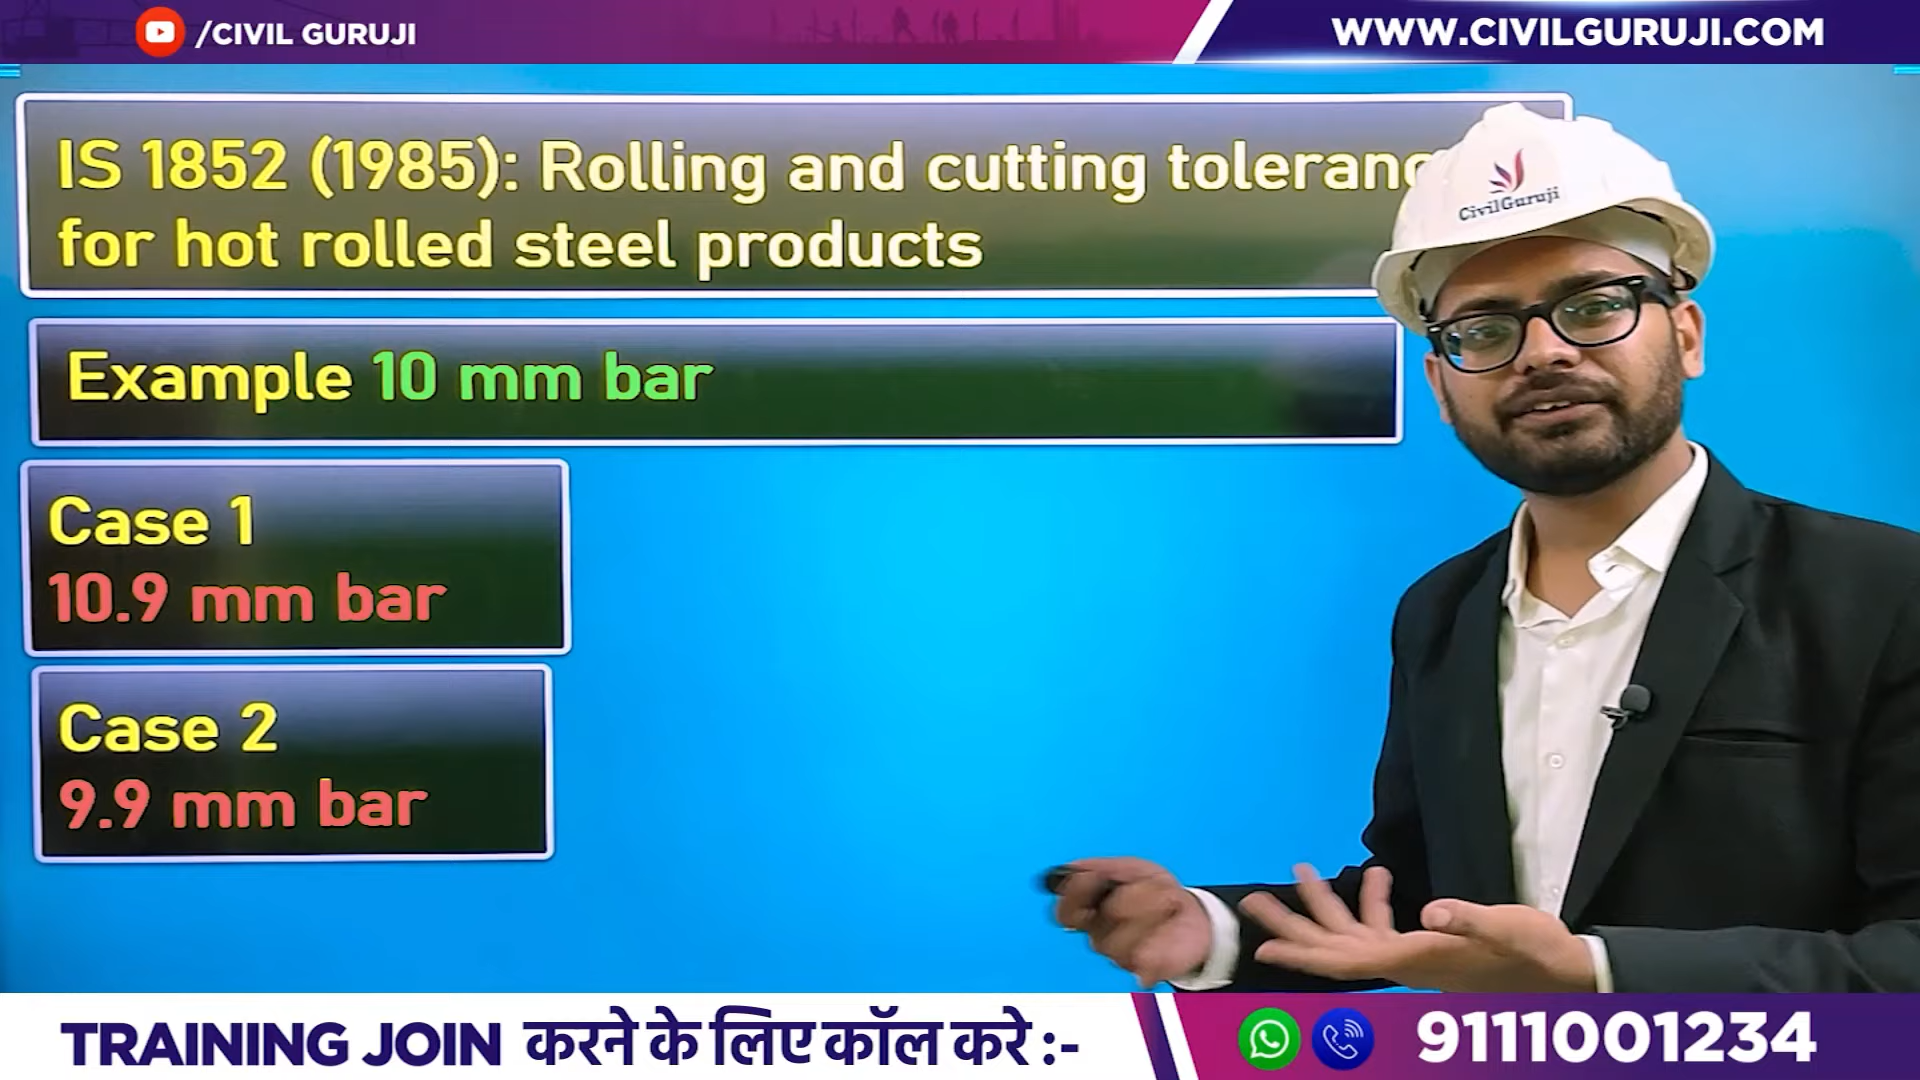 /CIVIL GURUJI
WWW.CIVILGURUJI.COM
IS 1852 (1985): Rolling and cutting
for hot rolled steel products
CivilGuruji
Example 10 mm bar
Case 1
10.9 mm bar
Case 2
9.9 mm bar
TRAINING JOIN करने के लिए कॉल करे :-
9111001234